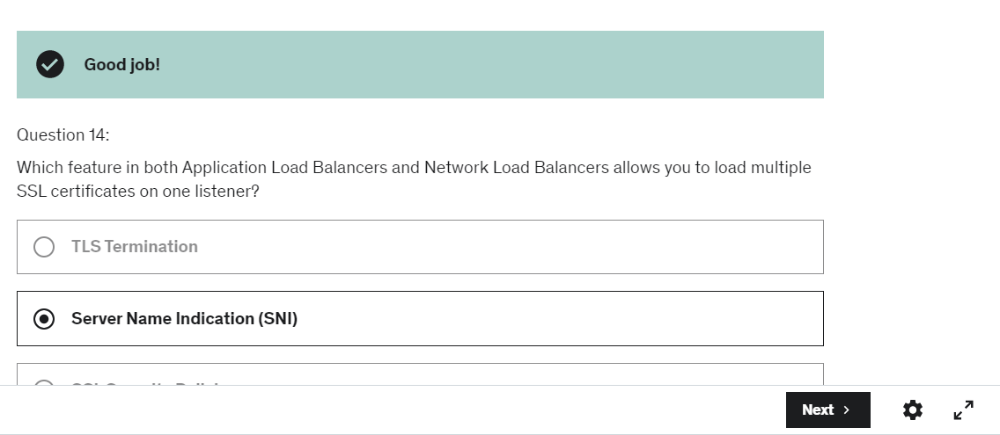 Good job!
Question 14:
Which feature in both Application Load Balancers and Network Load Balancers allows you to load multiple
SSL certificates on one listener?
TLS Termination
Server Name Indication (SNI)
Next